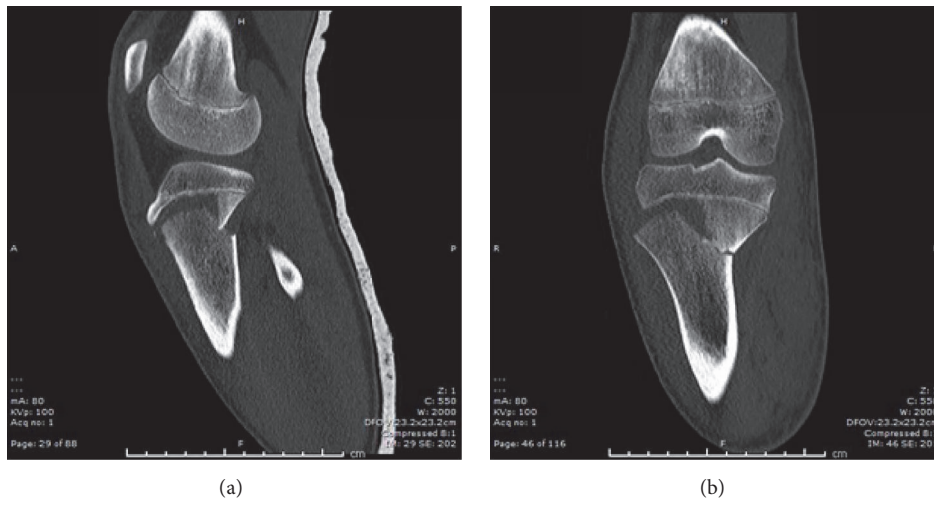 H
A
P
---
---
mA: 80
KVp: 100
Acq no: 1
Page: 29 of 88
Z: 1
C: 550
W: 2000
DFOV:23.2x23.2cm
Compressed 8:1
IM: 29 SE: 202
F
cm
(a)
H
R
---
---
mA: 80
KVp: 100
Acq no: 1
Page: 46 of 116
Z:
C: 550
W: 2000
DFOV:23.2x23.2cm
Compressed 8:
IM: 46 SE: 20
F
cm
(b)